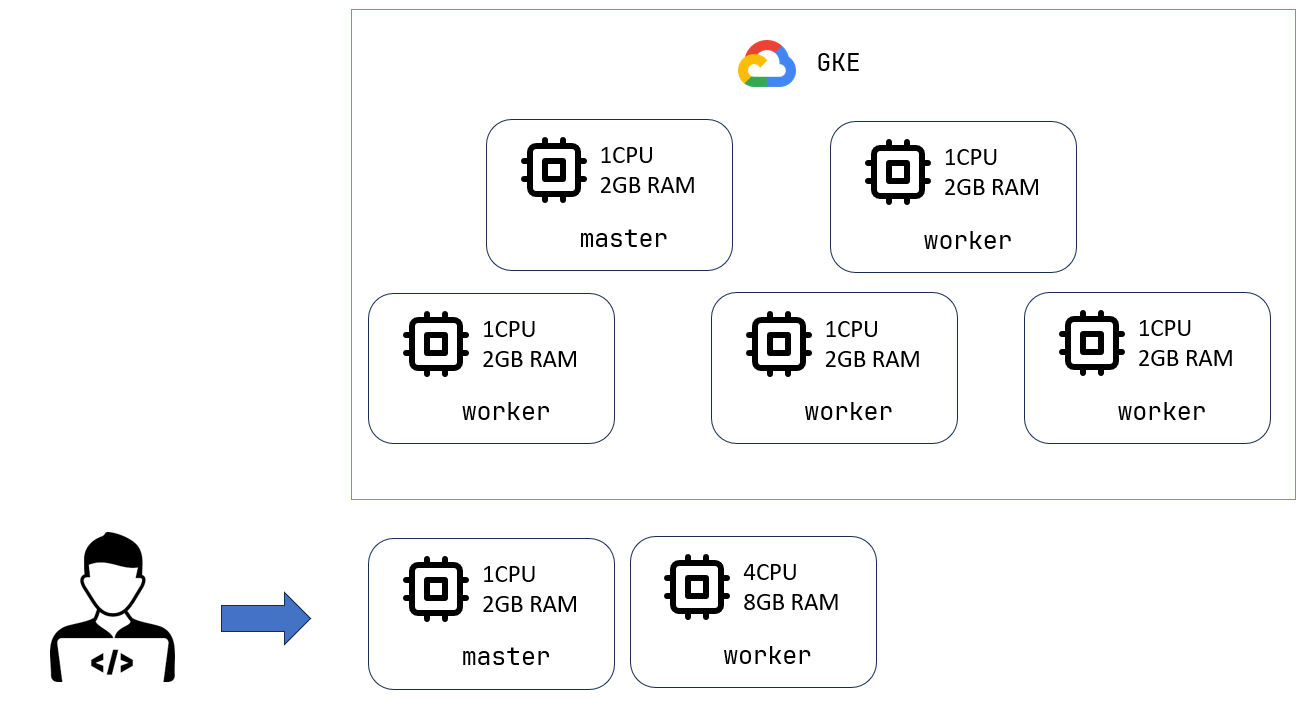 GKE
1CPU
2GB RAM
master
1CPU
2GB RAM
worker
1CPU
2GB RAM
worker
1CPU
2GB RAM
worker
1CPU
2GB RAM
worker
</>
1CPU
2GB RAM
master
4CPU
8GB RAM
worker